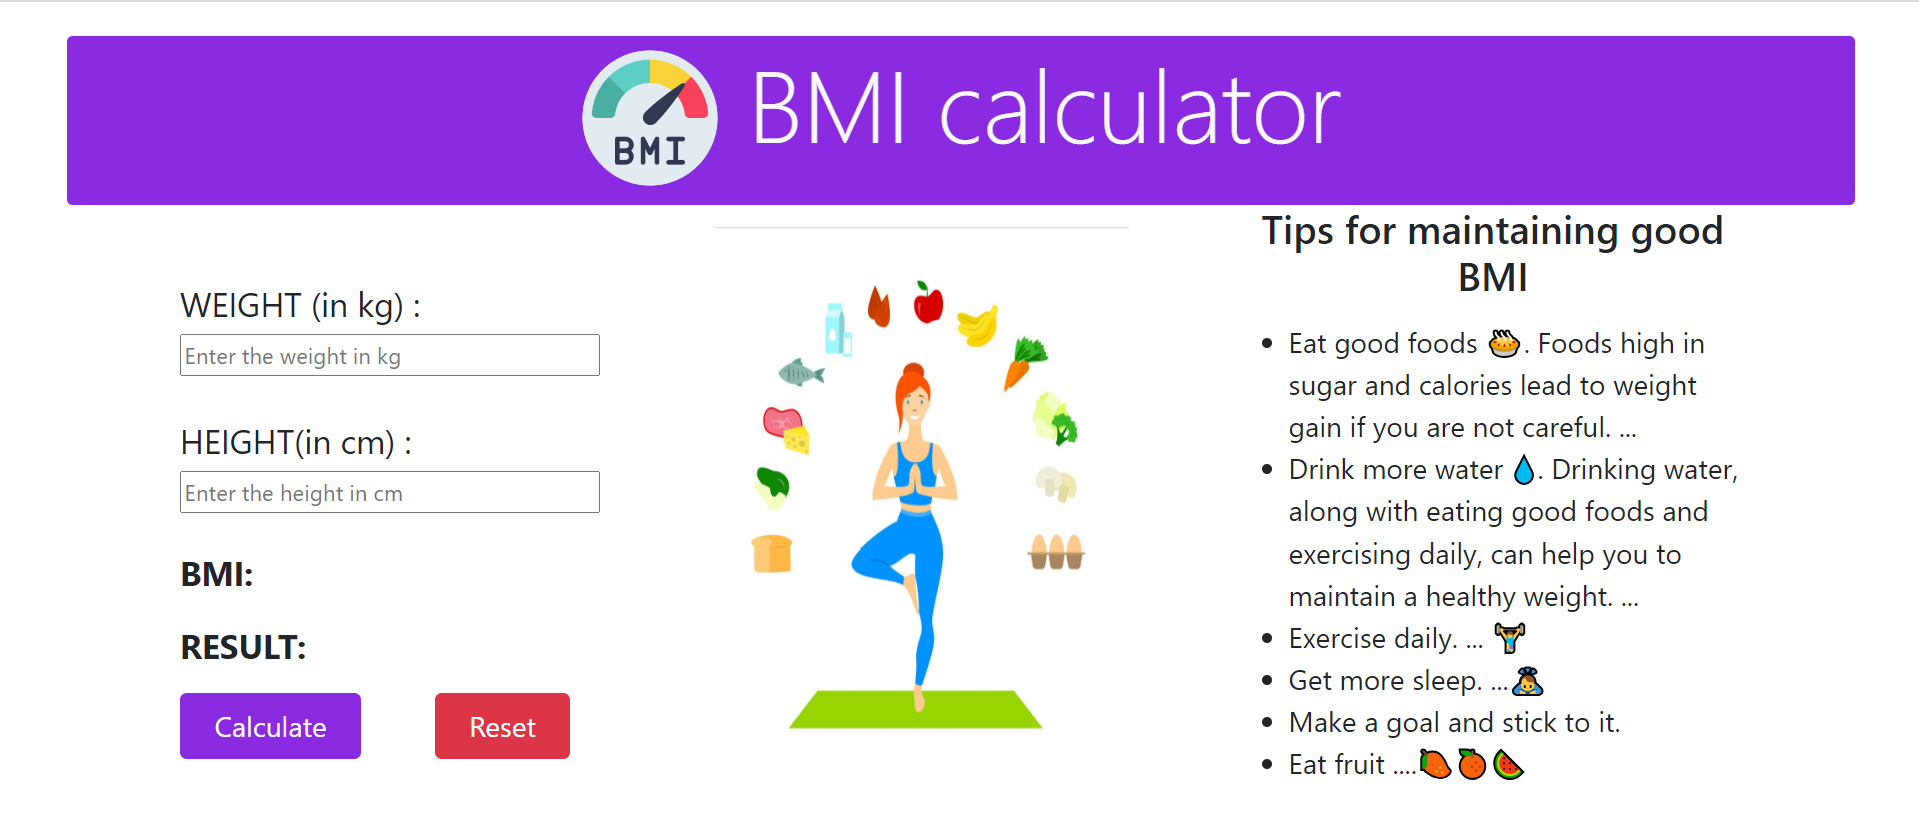 BMI
BMI calculator
WEIGHT (in kg) :
Enter the weight in kg
HEIGHT(in cm) :
Enter the height in cm
BMI:
RESULT:
Calculate
Reset
Tips for maintaining good
BMI
• Eat good foods 🥧. Foods high in
sugar and calories lead to weight
gain if you are not careful. ...
• Drink more water 💧. Drinking water,
along with eating good foods and
exercising daily, can help you to
maintain a healthy weight. ...
• Exercise daily. ... 🏋️
• Get more sleep. ...🙇
• Make a goal and stick to it.
• Eat fruit ....🥭🍊🍉